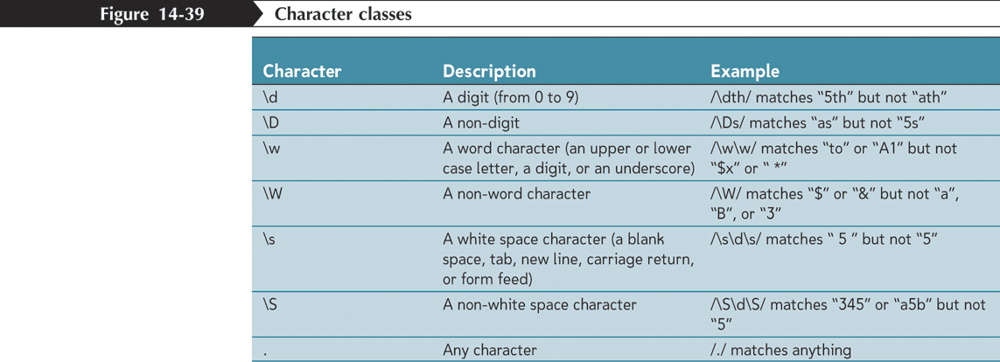 Figure 14-39 Character classes
Character Description Example
\d A digit (from 0 to 9) /\dth/ matches “5th” but not “ath”
\D A non-digit /\Ds/ matches “as” but not “5s”
\w A word character (an upper or lower /\w\w/ matches “to” or “A1” but not
case letter, a digit, or an underscore) “$x” or “ *”
\W A non-word character /\W/ matches “$” or “&” but not “a”,
“B”, or “3”
\s A white space character (a blank /\s\d\s/ matches “ 5 ” but not “5”
space, tab, new line, carriage return,
or form feed)
\S A non-white space character /\S\d\S/ matches “345” or “a5b” but not
“5”
. Any character /./ matches anything